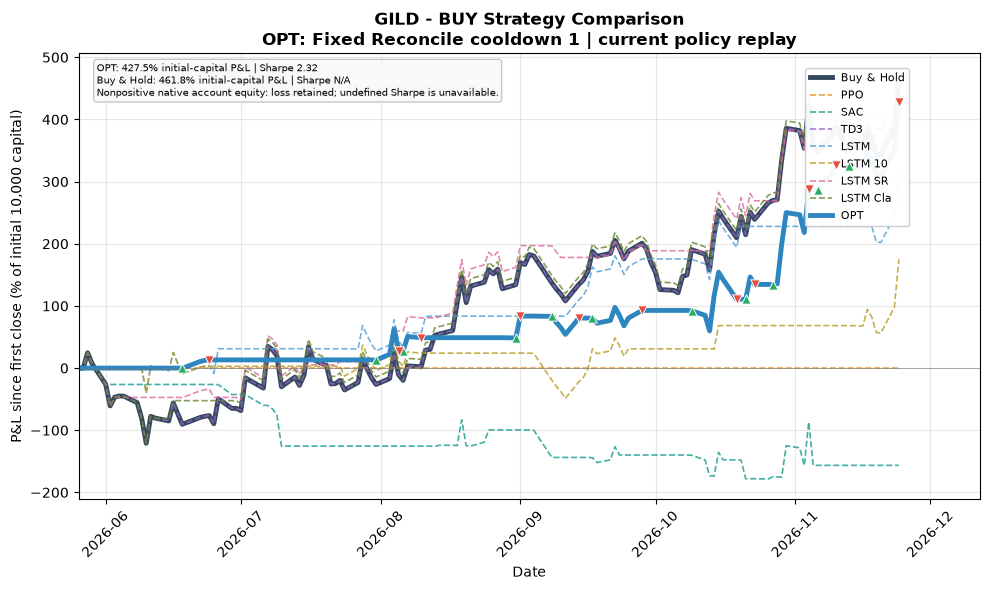 GILD - BUY Strategy Comparison
OPT: Fixed Reconcile cooldown 1 | current policy replay
OPT: 427.5% initial-capital P&L | Sharpe 2.32
Buy & Hold: 461.8% initial-capital P&L | Sharpe N/A
Nonpositive native account equity: loss retained; undefined Sharpe is unavailable.
Buy & Hold
PPO
SAC
TD3
LSTM
LSTM 10
LSTM SR
LSTM Cla
OPT
P&L since first close (% of initial 10,000 capital)
500
400
300
200
100
0
−100
−200
2026-06
2026-07
2026-08
2026-09
2026-10
2026-11
2026-12
Date